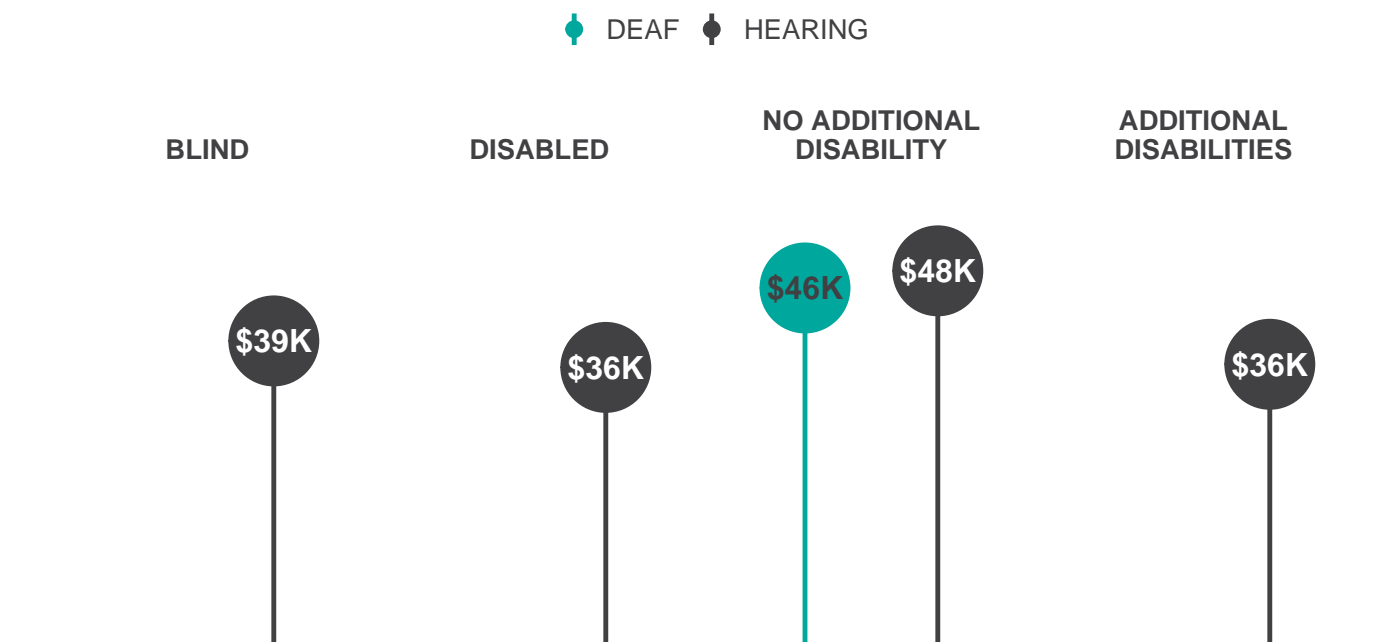 DEAF HEARING
BLIND
DISABLED
NO ADDITIONAL
DISABILITY
ADDITIONAL
DISABILITIES
$39K
$36K
$46K
$48K
$36K